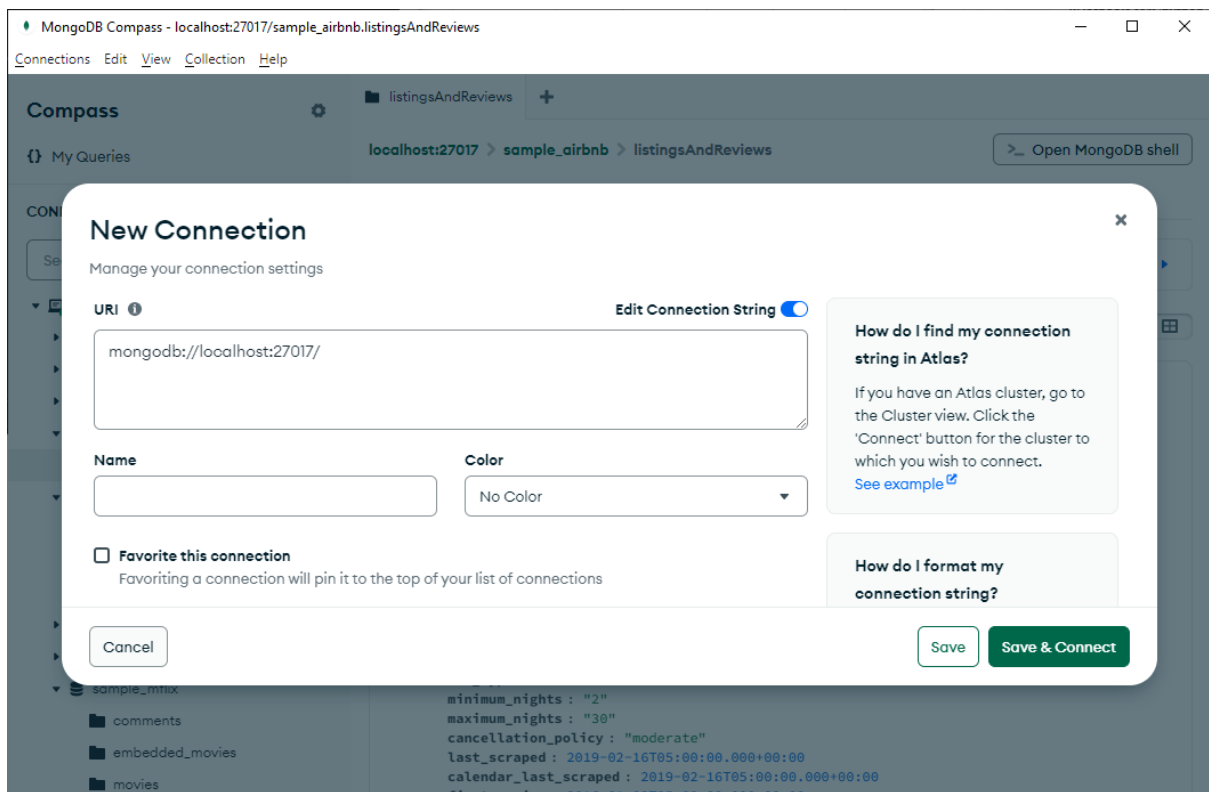 MongoDB Compass - localhost:27017/sample_airbnb.listingsAndReviews
Connections Edit View Collection Help
Compass
listingsAndReviews
{} My Queries
localhost:27017 > sample_airbnb > listingsAndReviews
>_ Open MongoDB shell
New Connection
Manage your connection settings
URI
Edit Connection String
mongodb://localhost:27017/
Name
Color
No Color
Favorite this connection
Favoriting a connection will pin it to the top of your list of connections
How do I find my connection
string in Atlas?
If you have an Atlas cluster, go to
the Cluster view. Click the
'Connect' button for the cluster to
which you wish to connect.
See example
How do I format my
connection string?
Cancel
Save
Save & Connect
sample_mflix
comments
embedded_movies
movies
minimum_nights : "2"
maximum_nights : "30"
cancellation_policy : "moderate"
last_scraped : 2019-02-16T05:00:00.000+00:00
calendar_last_scraped : 2019-02-16T05:00:00.000+00:00